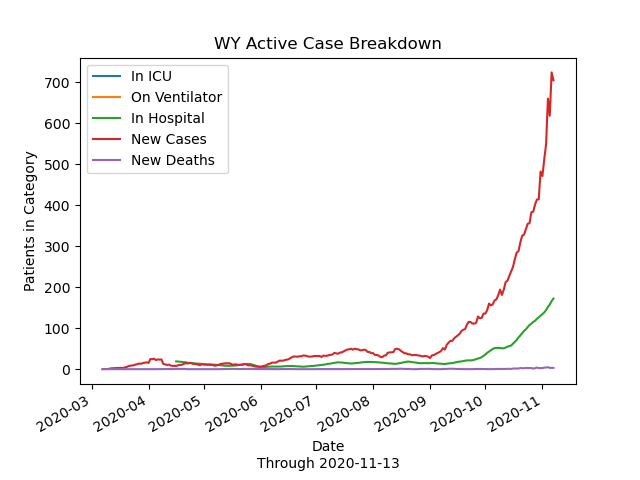 WY Active Case Breakdown
In ICU
On Ventilator
In Hospital
New Cases
New Deaths
Patients in Category
700
600
500
400
300
200
100
0
2020-03
2020-04
2020-05
2020-06
2020-07
2020-08
2020-09
2020-10
2020-11
Date
Through 2020-11-13